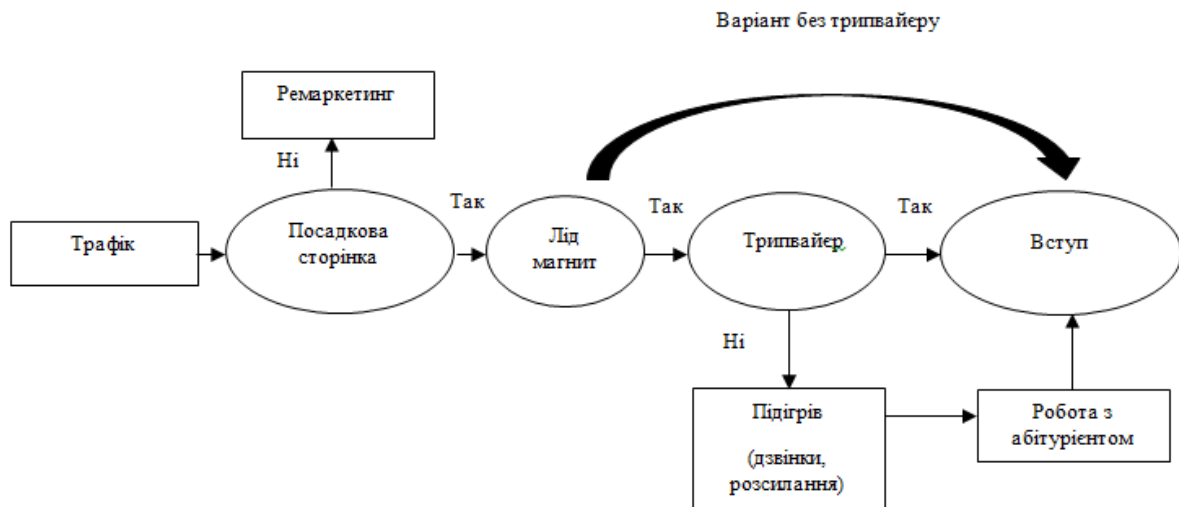 Варіант без трипвайєру
Ремаркетинг
Ні
Трафік
Посадкова
сторінка
Так
Лід
магнит
Так
Трипвайєр
Так
Вступ
Ні
Підігрів
(дзвінки,
розсилання)
Робота з
абітурієнтом